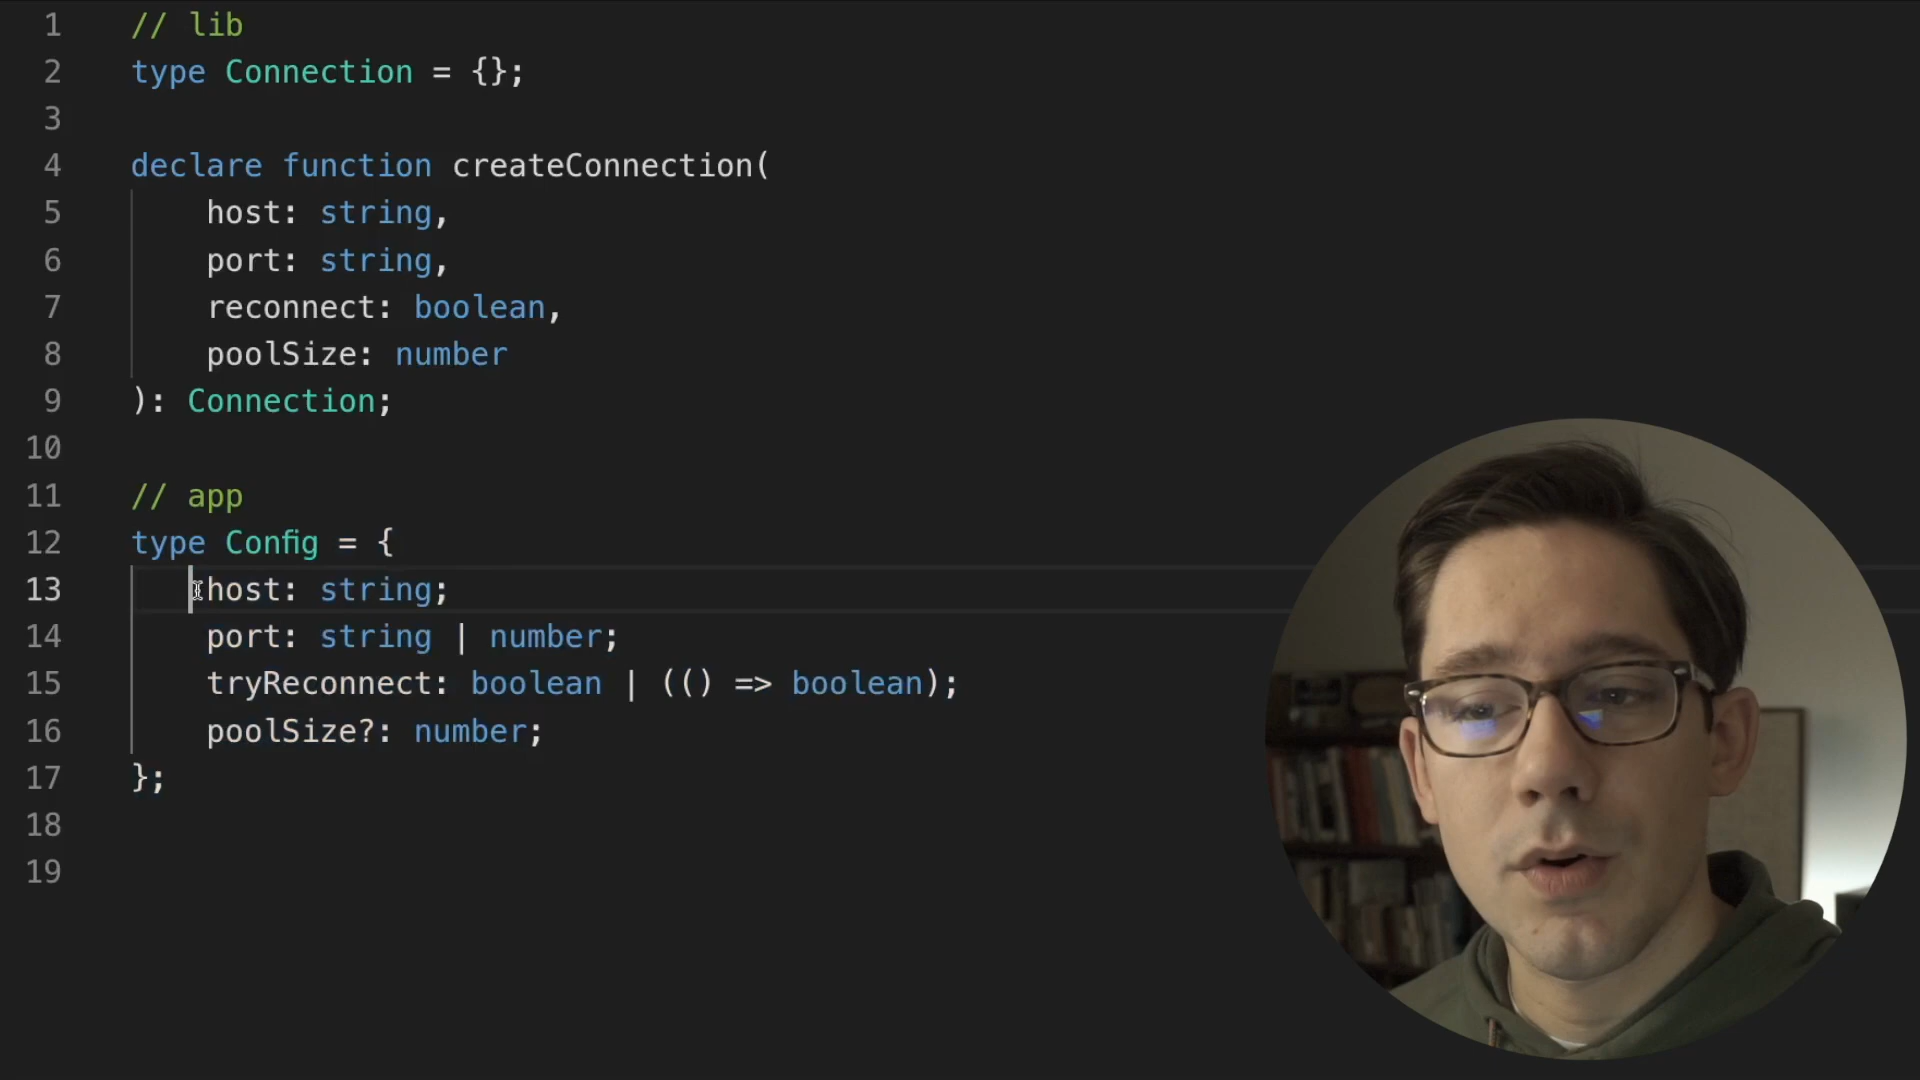 1 // lib
2 type Connection = {};
3
4 declare function createConnection(
5 host: string,
6 port: string,
7 reconnect: boolean,
8 poolSize: number
9 ): Connection;
10
11 // app
12 type Config = {
13 host: string;
14 port: string | number;
15 tryReconnect: boolean | (() => boolean);
16 poolSize?: number;
17 };
18
19